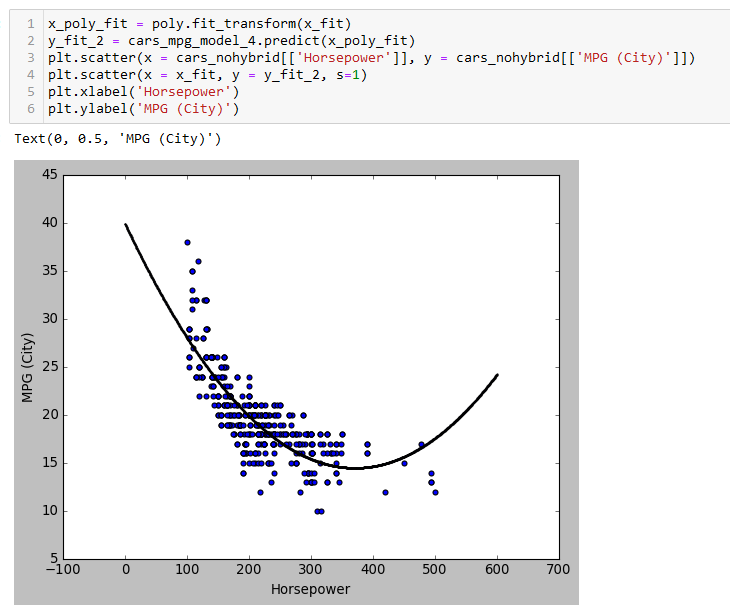 1 x_poly_fit = poly.fit_transform(x_fit)
2 y_fit_2 = cars_mpg_model_4.predict(x_poly_fit)
3 plt.scatter(x = cars_nohybrid[['Horsepower']], y = cars_nohybrid[['MPG (City)']])
4 plt.scatter(x = x_fit, y = y_fit_2, s=1)
5 plt.xlabel('Horsepower')
6 plt.ylabel('MPG (City)')
Text(0, 0.5, 'MPG (City)')
45
40
35
30
25
20
15
10
5
MPG (City)
−100 0 100 200 300 400 500 600 700
Horsepower